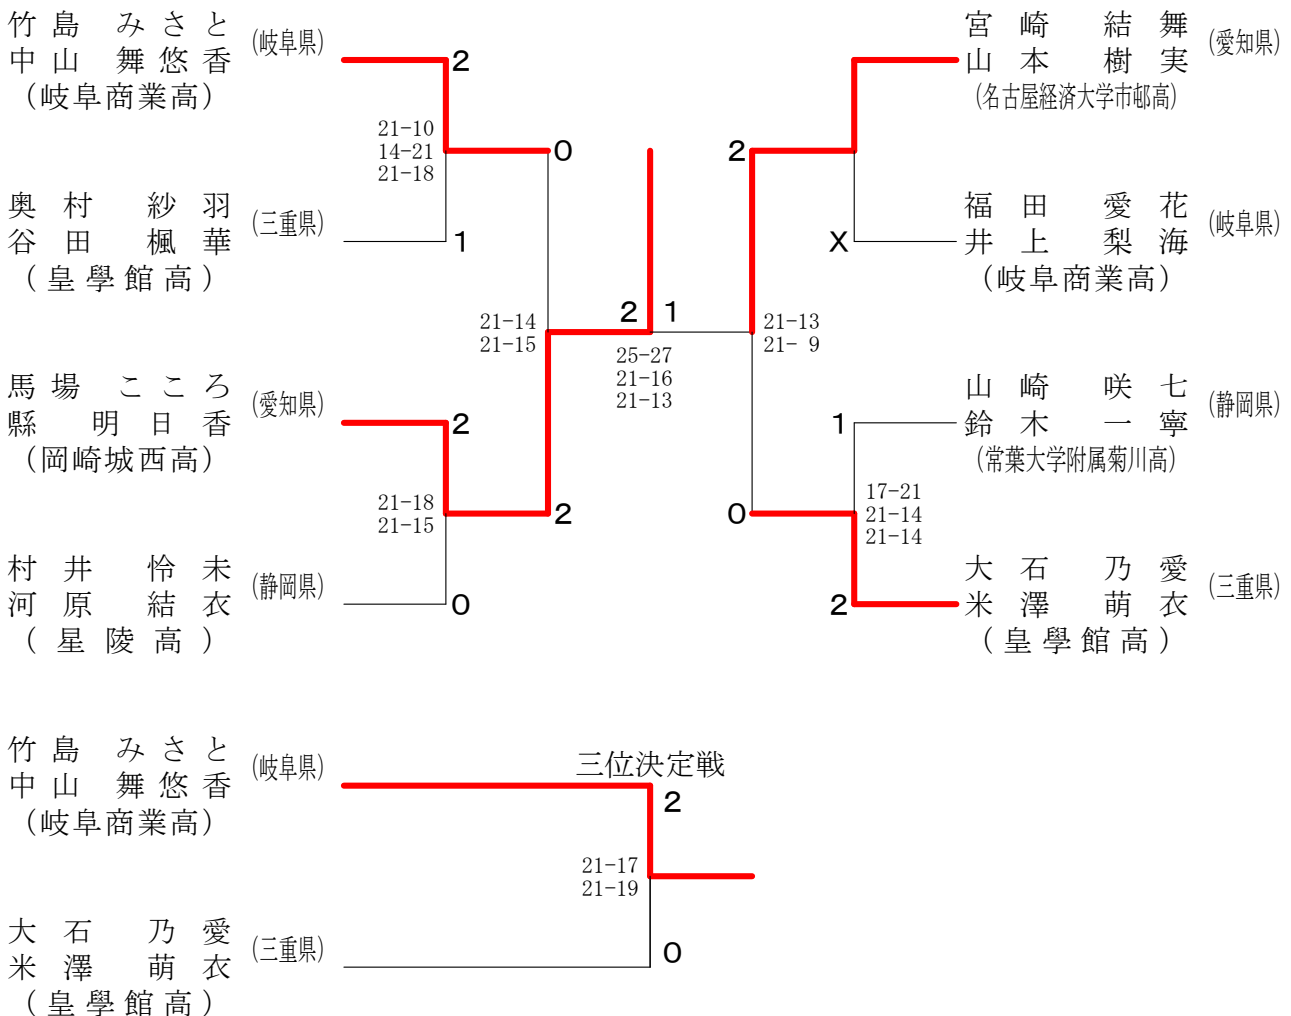 竹島 みさと
中山 舞悠香
(岐阜商業高)
(岐阜県)
2
21-10
14-21
21-18
0
奥村 紗羽
谷田 楓華
(皇學館高)
(三重県)
1
21-14
21-15
馬場 こころ
縣 明日香
(岡崎城西高)
(愛知県)
2
21-18
21-15
2
村井 怜未
河原 結衣
(星陵高)
(静岡県)
0
2
1
25-27
21-16
21-13
宮崎 結舞
山本 樹実
(名古屋経済大学市邨高)
(愛知県)
2
福田 愛花
井上 梨海
(岐阜商業高)
(岐阜県)
X
21-13
21- 9
山崎 咲七
鈴木 一寧
(常葉大学附属菊川高)
(静岡県)
1
17-21
21-14
21-14
0
大石 乃愛
米澤 萌衣
(皇學館高)
(三重県)
2
三位決定戦
竹島 みさと
中山 舞悠香
(岐阜商業高)
(岐阜県)
2
21-17
21-19
大石 乃愛
米澤 萌衣
(皇學館高)
(三重県)
0